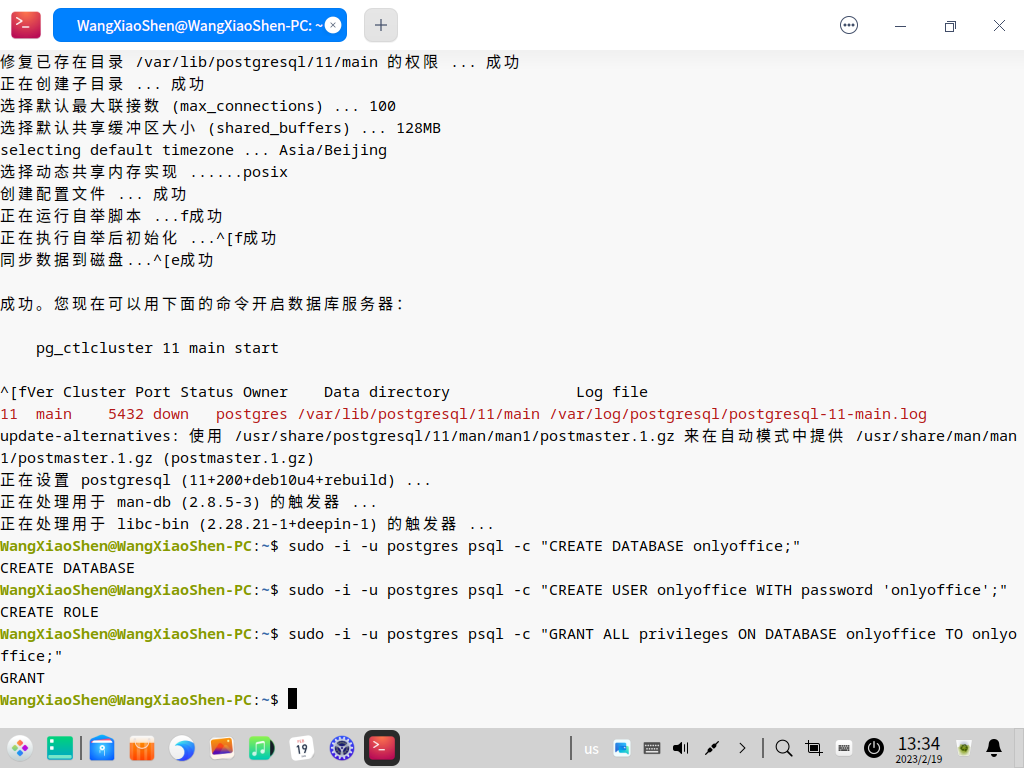 WangXiaoShen@WangXiaoShen-PC: ~
修复已存在目录 /var/lib/postgresql/11/main 的权限 ... 成功
正在创建子目录 ... 成功
选择默认最大联接数 (max_connections) ... 100
选择默认共享缓冲区大小 (shared_buffers) ... 128MB
selecting default timezone ... Asia/Beijing
选择动态共享内存实现 ......posix
创建配置文件 ... 成功
正在运行自举脚本 ...f成功
正在执行自举后初始化 ...^[f成功
同步数据到磁盘...^[e成功
成功。您现在可以用下面的命令开启数据库服务器：
pg_ctlcluster 11 main start
^[fVer Cluster Port Status Owner    Data directory              Log file
11  main    5432 down   postgres /var/lib/postgresql/11/main /var/log/postgresql/postgresql-11-main.log
update-alternatives: 使用 /usr/share/postgresql/11/man/man1/postmaster.1.gz 来在自动模式中提供 /usr/share/man/man
1/postmaster.1.gz (postmaster.1.gz)
正在设置 postgresql (11+200+deb10u4+rebuild) ...
正在处理用于 man-db (2.8.5-3) 的触发器 ...
正在处理用于 libc-bin (2.28.21-1+deepin-1) 的触发器 ...
WangXiaoShen@WangXiaoShen-PC:~$ sudo -i -u postgres psql -c "CREATE DATABASE onlyoffice;"
CREATE DATABASE
WangXiaoShen@WangXiaoShen-PC:~$ sudo -i -u postgres psql -c "CREATE USER onlyoffice WITH password 'onlyoffice';"
CREATE ROLE
WangXiaoShen@WangXiaoShen-PC:~$ sudo -i -u postgres psql -c "GRANT ALL privileges ON DATABASE onlyoffice TO onlyo
ffice;"
GRANT
WangXiaoShen@WangXiaoShen-PC:~$
19
us
13:34
2023/2/19